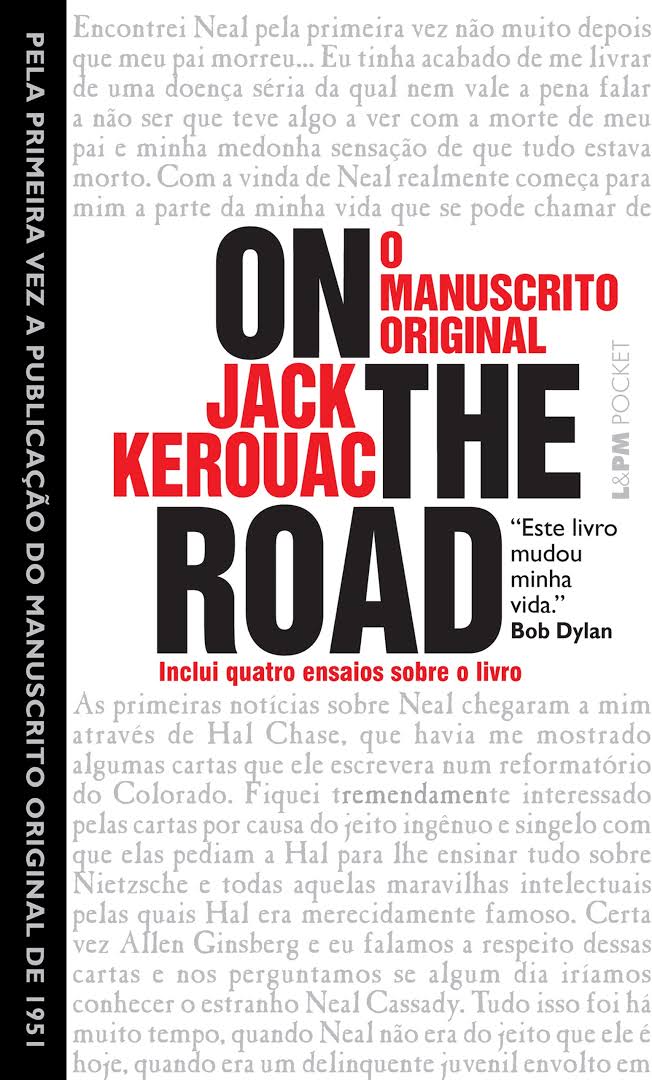 PELA PRIMEIRA VEZ A PUBLICAÇÃO DO MANUSCRITO ORIGINAL DE 1951
Encontrei Neal pela primeira vez não muito depois
que meu pai morreu... Eu tinha acabado de me livrar
de uma doença séria da qual nem vale a pena falar
a não ser que teve algo a ver com a morte de meu
pai e minha medonha sensação de que tudo estava
morto. Com a vinda de Neal realmente começa para
mim a parte da minha vida que se pode chamar de
ON
O
MANUSCRITO
ORIGINAL
JACK
KEROUAC
THE
ROAD
L&PM POCKET
“Este livro
mudou
minha
vida.”
Bob Dylan
Inclui quatro ensaios sobre o livro
As primeiras notícias sobre Neal chegaram a mim
através de Hal Chase, que havia me mostrado
algumas cartas que ele escrevera num reformatório
do Colorado. Fiquei tremendamente interessado
pelas cartas por causa do jeito ingênuo e singelo com
que elas pediam a Hal para lhe ensinar tudo sobre
Nietzsche e todas aquelas maravilhas intelectuais
pelas quais Hal era merecidamente famoso. Certa
vez Allen Ginsberg e eu falamos a respeito dessas
cartas e nos perguntamos se algum dia iríamos
conhecer o estranho Neal Cassady. Tudo isso foi há
muito tempo, quando Neal não era do jeito que ele é
hoje, quando era um delinquente juvenil envolto em